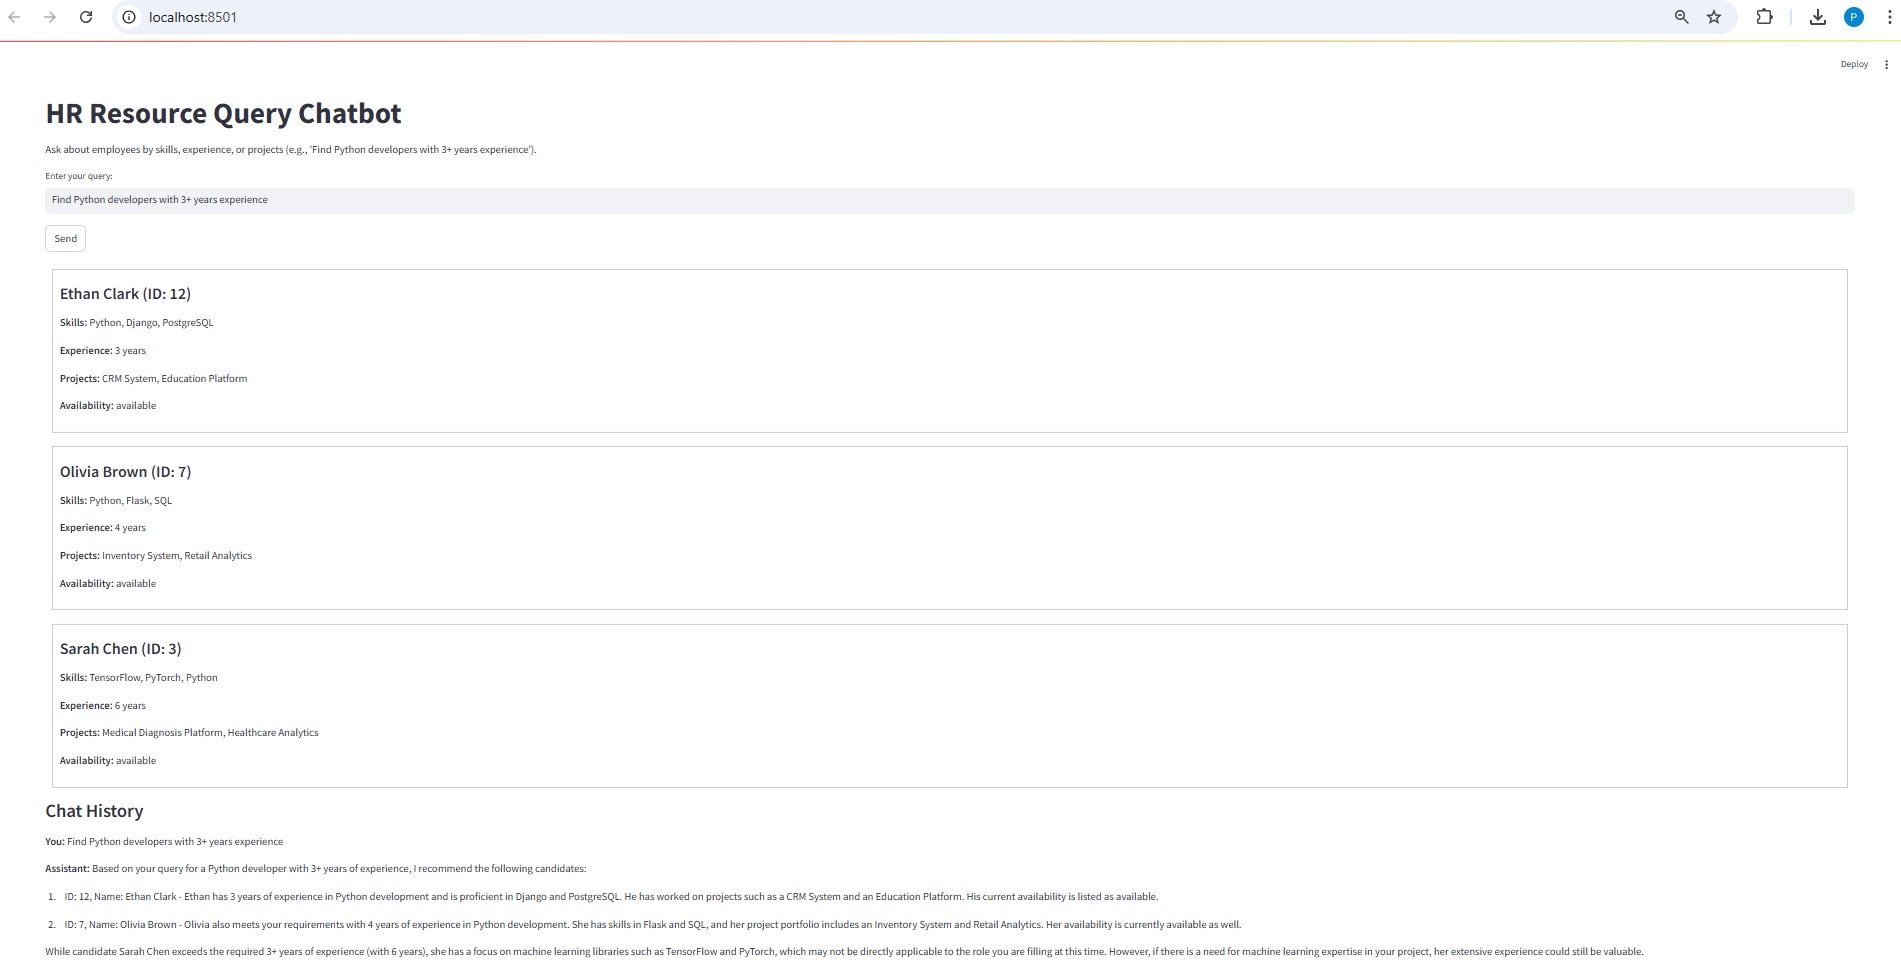 localhost:8501
P
Deploy
HR Resource Query Chatbot
Ask about employees by skills, experience, or projects (e.g., 'Find Python developers with 3+ years experience').
Enter your query:
Find Python developers with 3+ years experience
Send
Ethan Clark (ID: 12)
Skills: Python, Django, PostgreSQL
Experience: 3 years
Projects: CRM System, Education Platform
Availability: available
Olivia Brown (ID: 7)
Skills: Python, Flask, SQL
Experience: 4 years
Projects: Inventory System, Retail Analytics
Availability: available
Sarah Chen (ID: 3)
Skills: TensorFlow, PyTorch, Python
Experience: 6 years
Projects: Medical Diagnosis Platform, Healthcare Analytics
Availability: available
Chat History
You: Find Python developers with 3+ years experience
Assistant: Based on your query for a Python developer with 3+ years of experience, I recommend the following candidates:
1. ID: 12, Name: Ethan Clark - Ethan has 3 years of experience in Python development and is proficient in Django and PostgreSQL. He has worked on projects such as a CRM System and an Education Platform. His current availability is listed as available.
2. ID: 7, Name: Olivia Brown - Olivia also meets your requirements with 4 years of experience in Python development. She has skills in Flask and SQL, and her project portfolio includes an Inventory System and Retail Analytics. Her availability is currently available as well.
While candidate Sarah Chen exceeds the required 3+ years of experience (with 6 years), she has a focus on machine learning libraries such as TensorFlow and PyTorch, which may not be directly applicable to the role you are filling at this time. However, if there is a need for machine learning expertise in your project, her extensive experience could still be valuable.